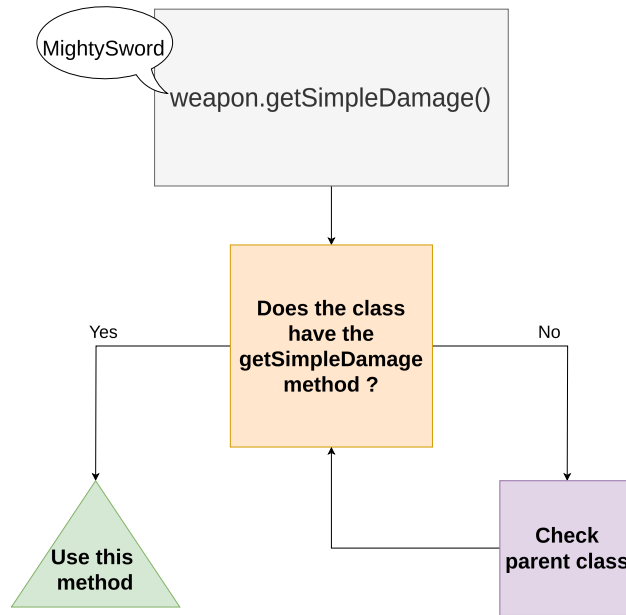 MightySword
weapon.getSimpleDamage()
Does the class
have the
getSimpleDamage
method ?
Yes
No
Use this
method
Check
parent class